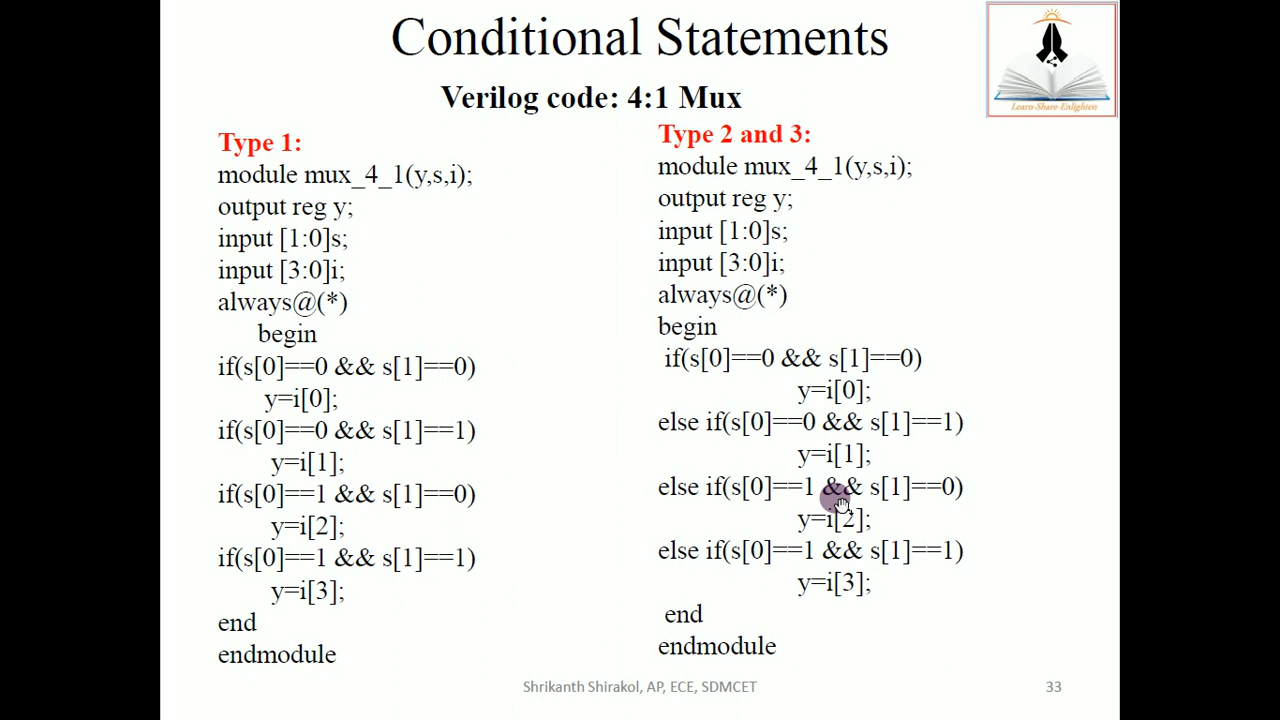 Conditional Statements
Learn-Share-Enlighten
Verilog code: 4:1 Mux
Type 1:
module mux_4_1(y,s,i);
output reg y;
input [1:0]s;
input [3:0]i;
always@(*)
begin
if(s[0]==0 && s[1]==0)
y=i[0];
if(s[0]==0 && s[1]==1)
y=i[1];
if(s[0]==1 && s[1]==0)
y=i[2];
if(s[0]==1 && s[1]==1)
y=i[3];
end
endmodule
Type 2 and 3:
module mux_4_1(y,s,i);
output reg y;
input [1:0]s;
input [3:0]i;
always@(*)
begin
if(s[0]==0 && s[1]==0)
y=i[0];
else if(s[0]==0 && s[1]==1)
y=i[1];
else if(s[0]==1 && s[1]==0)
y=i[2];
else if(s[0]==1 && s[1]==1)
y=i[3];
end
endmodule
Shrikanth Shirakol, AP, ECE, SDMCET
33